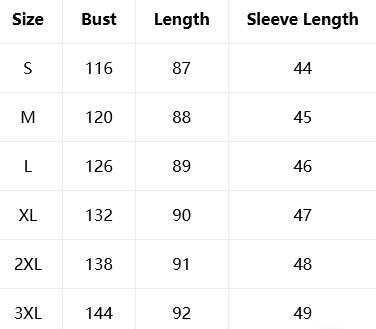 Size Bust Length Sleeve Length
S 116 87 44
M 120 88 45
L 126 89 46
XL 132 90 47
2XL 138 91 48
3XL 144 92 49